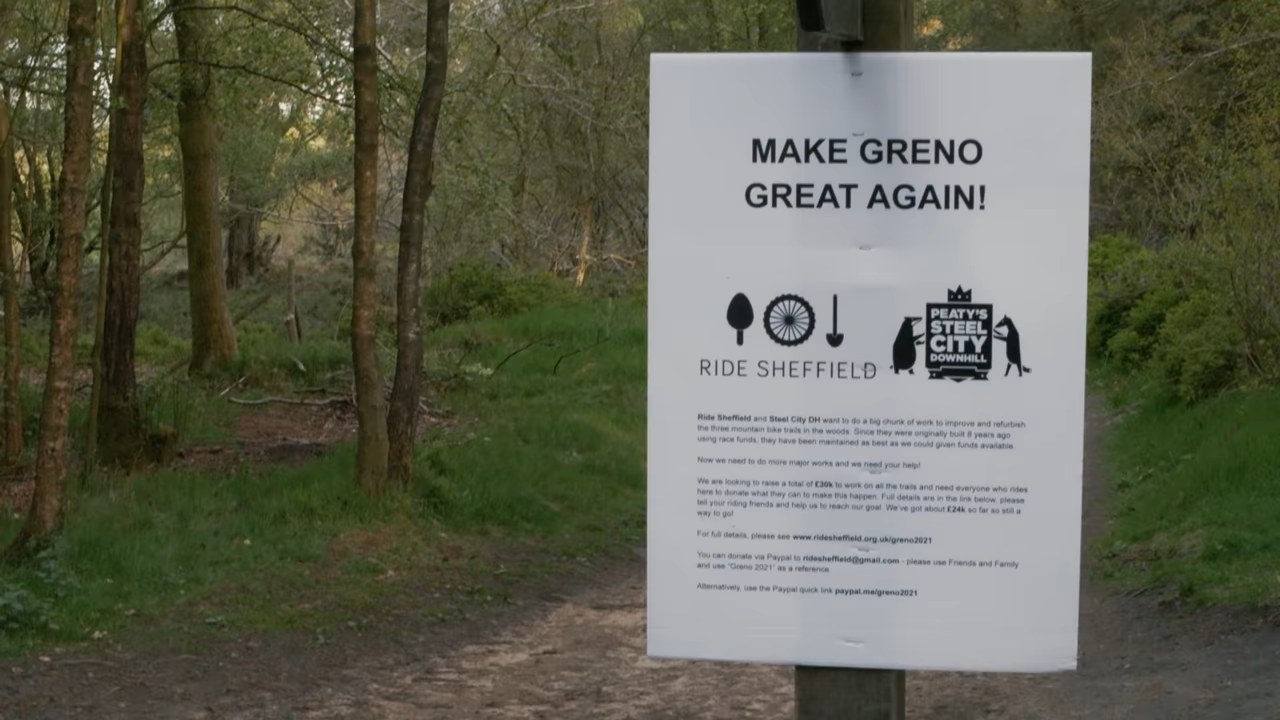 MAKE GRENO
GREAT AGAIN!
RIDE SHEFFIELD
PEATY'S
STEEL
CITY
DOWNHILL
Ride Sheffield and Steel City DH want to do a big chunk of work to improve and refurbish
the three mountain bike trails in the woods. Since they were originally built 8 years ago
using race funds, they have been maintained as best as we could given funds available.
Now we need to do more major works and we need your help!
We are looking to raise a total of £30k to work on all the trails and need everyone who rides
here to donate what they can to make this happen. Full details are in the link below, please
tell your riding friends and help us to reach our goal. We've got about £24k so far so still a
way to go!
For full details, please see www.ridesheffield.org.uk/greno2021
You can donate via Paypal to ridesheffield@gmail.com - please use Friends and Family
and use "Greno 2021" as a reference.
Alternatively, use the Paypal quick link paypal.me/greno2021